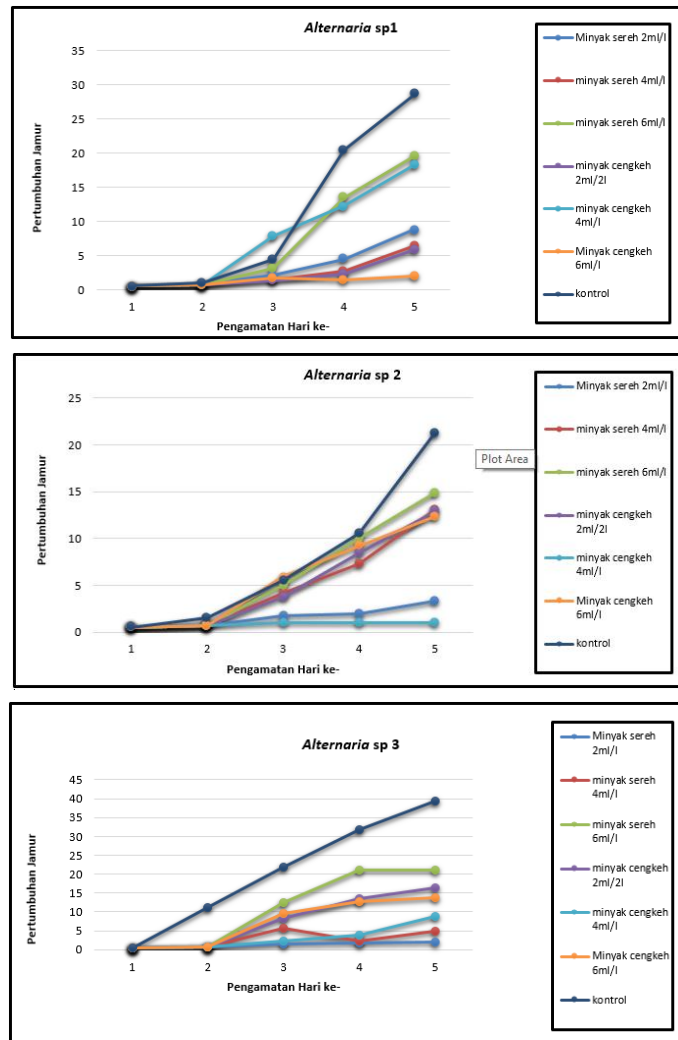 Alternaria sp1
Pertumbuhan Jamur
35
30
25
20
15
10
5
0
1 2 3 4 5
Pengamatan Hari ke-
Minyak sereh 2ml/l
minyak sereh 4ml/l
minyak sereh 6ml/l
minyak cengkeh
2ml/2l
minyak cengkeh
4ml/l
Minyak cengkeh
6ml/l
kontrol
Alternaria sp 2
Pertumbuhan Jamur
25
20
15
10
5
0
1 2 3 4 5
Pengamatan Hari ke-
Plot Area
Minyak sereh 2ml/l
minyak sereh 4ml/l
minyak sereh 6ml/l
minyak cengkeh
2ml/2l
minyak cengkeh
4ml/l
Minyak cengkeh
6ml/l
kontrol
Alternaria sp 3
Pertumbuhan Jamur
45
40
35
30
25
20
15
10
5
0
1 2 3 4 5
Pengamatan Hari ke-
Minyak sereh
2ml/l
minyak sereh
4ml/l
minyak sereh
6ml/l
minyak cengkeh
2ml/2l
minyak cengkeh
4ml/l
Minyak cengkeh
6ml/l
kontrol